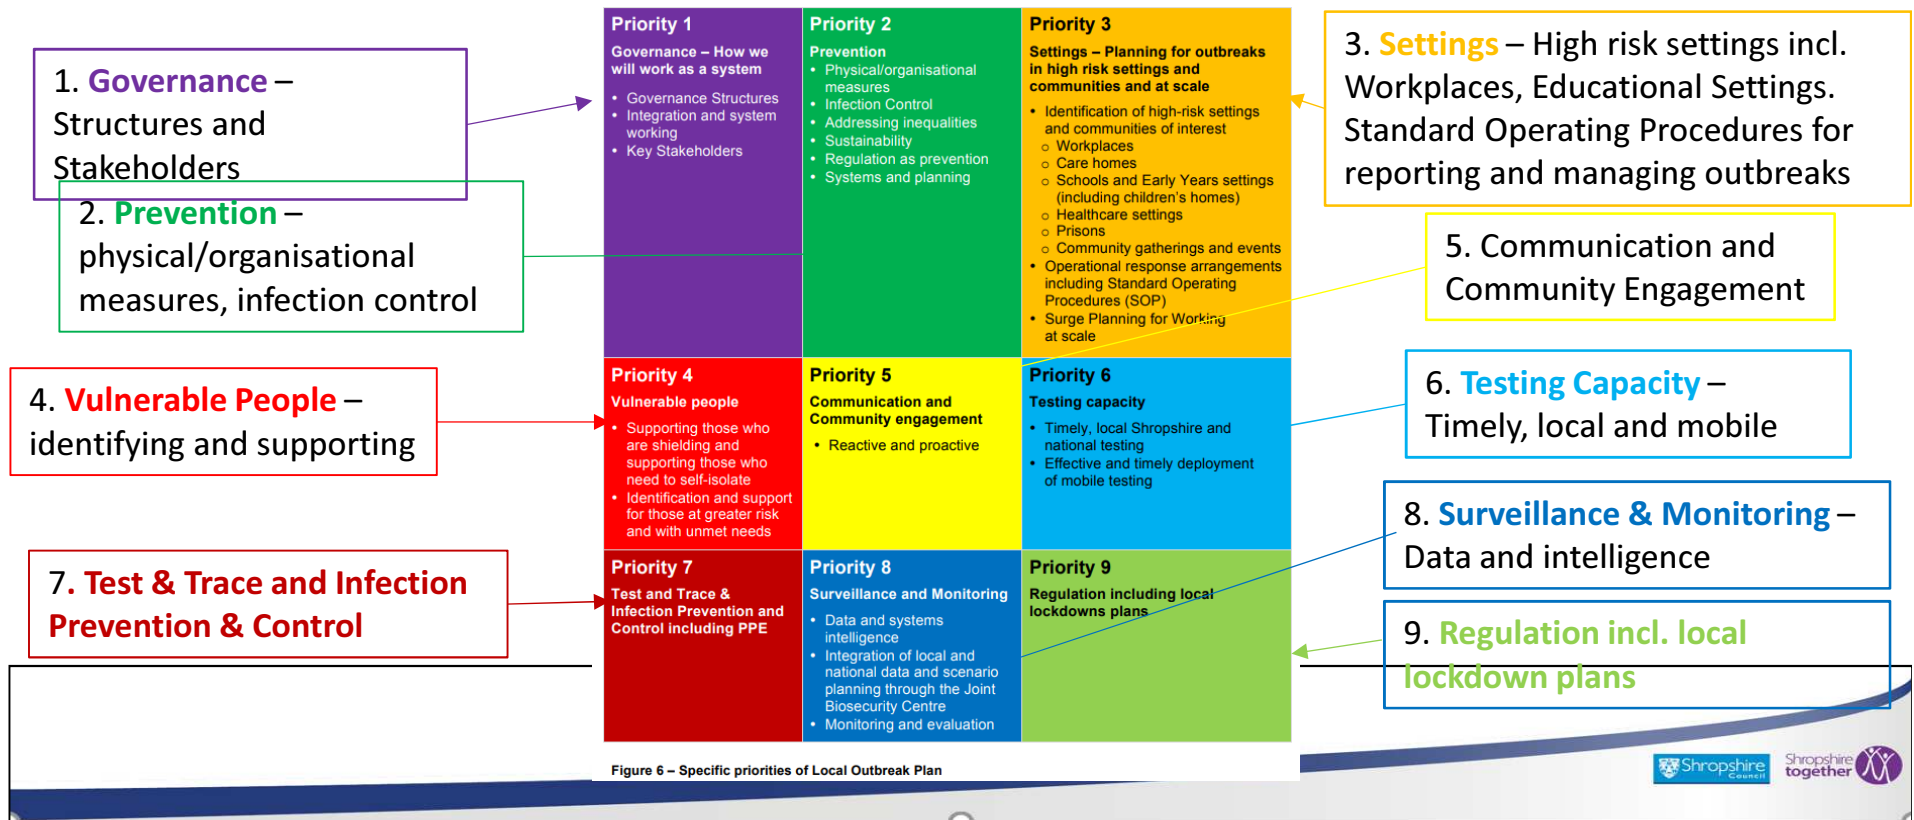 1. Governance –
Structures and
Stakeholders
2. Prevention –
physical/organisational
measures, infection control
4. Vulnerable People –
identifying and supporting
7. Test & Trace and Infection
Prevention & Control
Priority 1
Governance – How we
will work as a system
• Governance Structures
• Integration and system
working
• Key Stakeholders
Priority 2
Prevention
• Physical/organisational
measures
• Infection Control
• Addressing inequalities
• Sustainability
• Regulation as prevention
• Systems and planning
Priority 3
Settings – Planning for outbreaks
in high risk settings and
communities and at scale
• Identification of high-risk settings
and communities of interest
o Workplaces
o Care homes
o Schools and Early Years settings
(including children's homes)
o Healthcare settings
o Prisons
o Community gatherings and events
• Operational response arrangements
including Standard Operating
Procedures (SOP)
• Surge Planning for Working
at scale
Priority 4
Vulnerable people
• Supporting those who
are shielding and
supporting those who
need to self-isolate
• Identification and support
for those at greater risk
and with unmet needs
Priority 5
Communication and
Community engagement
• Reactive and proactive
Priority 6
Testing capacity
• Timely, local Shropshire and
national testing
• Effective and timely deployment
of mobile testing
Priority 7
Test and Trace &
Infection Prevention and
Control including PPE
Priority 8
Surveillance and Monitoring
• Data and systems
intelligence
• Integration of local and
national data and scenario
planning through the Joint
Biosecurity Centre
• Monitoring and evaluation
Priority 9
Regulation including local
lockdowns plans
Figure 6 – Specific priorities of Local Outbreak Plan
3. Settings – High risk settings incl.
Workplaces, Educational Settings.
Standard Operating Procedures for
reporting and managing outbreaks
5. Communication and
Community Engagement
6. Testing Capacity –
Timely, local and mobile
8. Surveillance & Monitoring –
Data and intelligence
9. Regulation incl. local
lockdown plans
Shropshire
Council
Shropshire
together